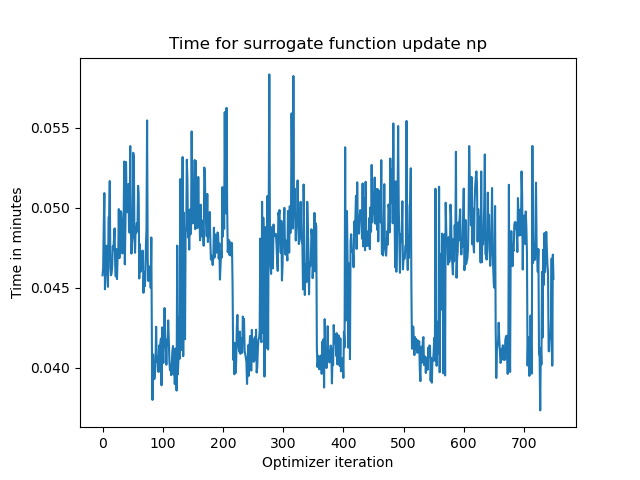 Time for surrogate function update np
0.055
0.050
0.045
0.040
Time in minutes
0 100 200 300 400 500 600 700
Optimizer iteration